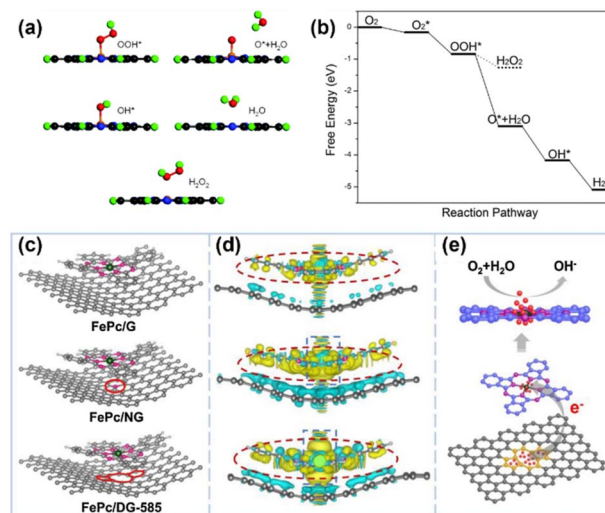 (a)
OOH*
O*+H₂O
OH*
H₂O
H₂O₂
(b)
Free Energy (eV)
0
-1
-2
-3
-4
-5
O₂
O₂*
OOH*
H₂O₂
O*+H₂O
OH*
H₂
Reaction Pathway
(c)
FePc/G
FePc/NG
FePc/DG-585
(d)
(e)
O₂+H₂O
OH⁻
e⁻